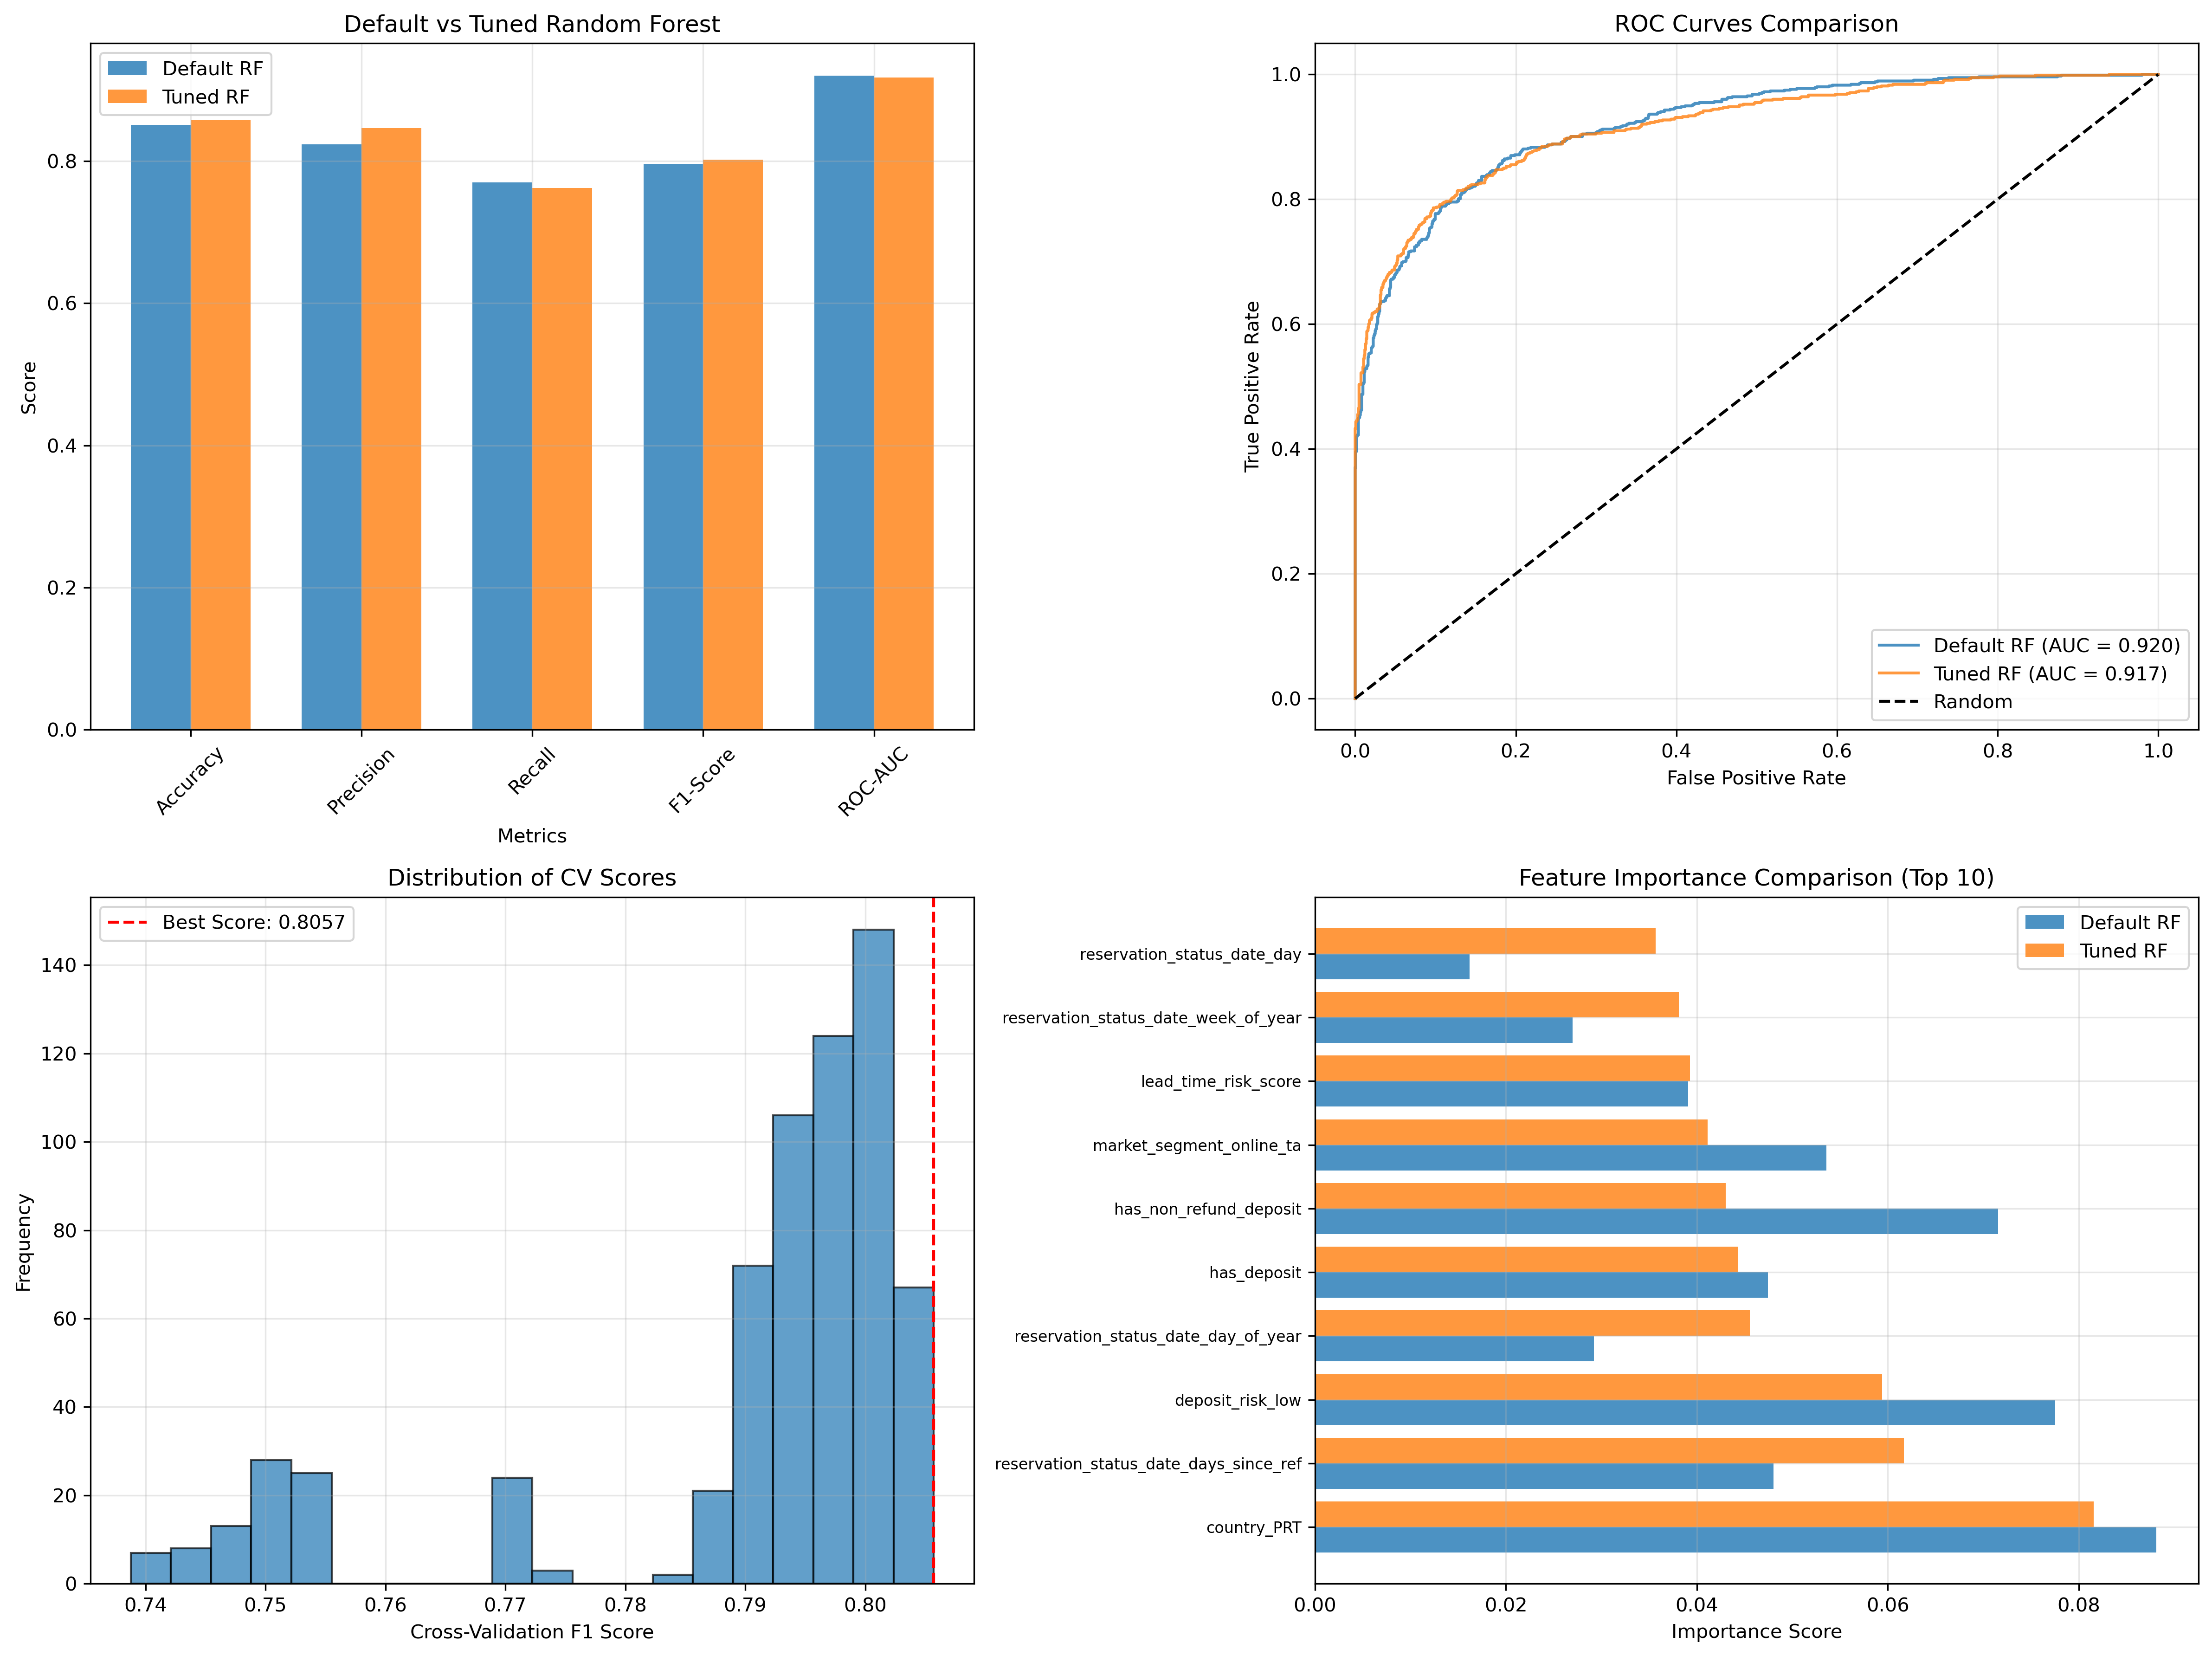 Default vs Tuned Random Forest
Default RF
Tuned RF
0.8
0.6
0.4
0.2
0.0
Score
Accuracy
Precision
Recall
F1-Score
ROC-AUC
Metrics
ROC Curves Comparison
1.0
0.8
0.6
0.4
0.2
0.0
True Positive Rate
Default RF (AUC = 0.920)
Tuned RF (AUC = 0.917)
Random
0.0
0.2
0.4
0.6
0.8
1.0
False Positive Rate
Distribution of CV Scores
Best Score: 0.8057
140
120
100
80
60
40
20
0
Frequency
0.74
0.75
0.76
0.77
0.78
0.79
0.80
Cross-Validation F1 Score
Feature Importance Comparison (Top 10)
Default RF
Tuned RF
reservation_status_date_day
reservation_status_date_week_of_year
lead_time_risk_score
market_segment_online_ta
has_non_refund_deposit
has_deposit
reservation_status_date_day_of_year
deposit_risk_low
reservation_status_date_days_since_ref
country_PRT
0.00
0.02
0.04
0.06
0.08
Importance Score